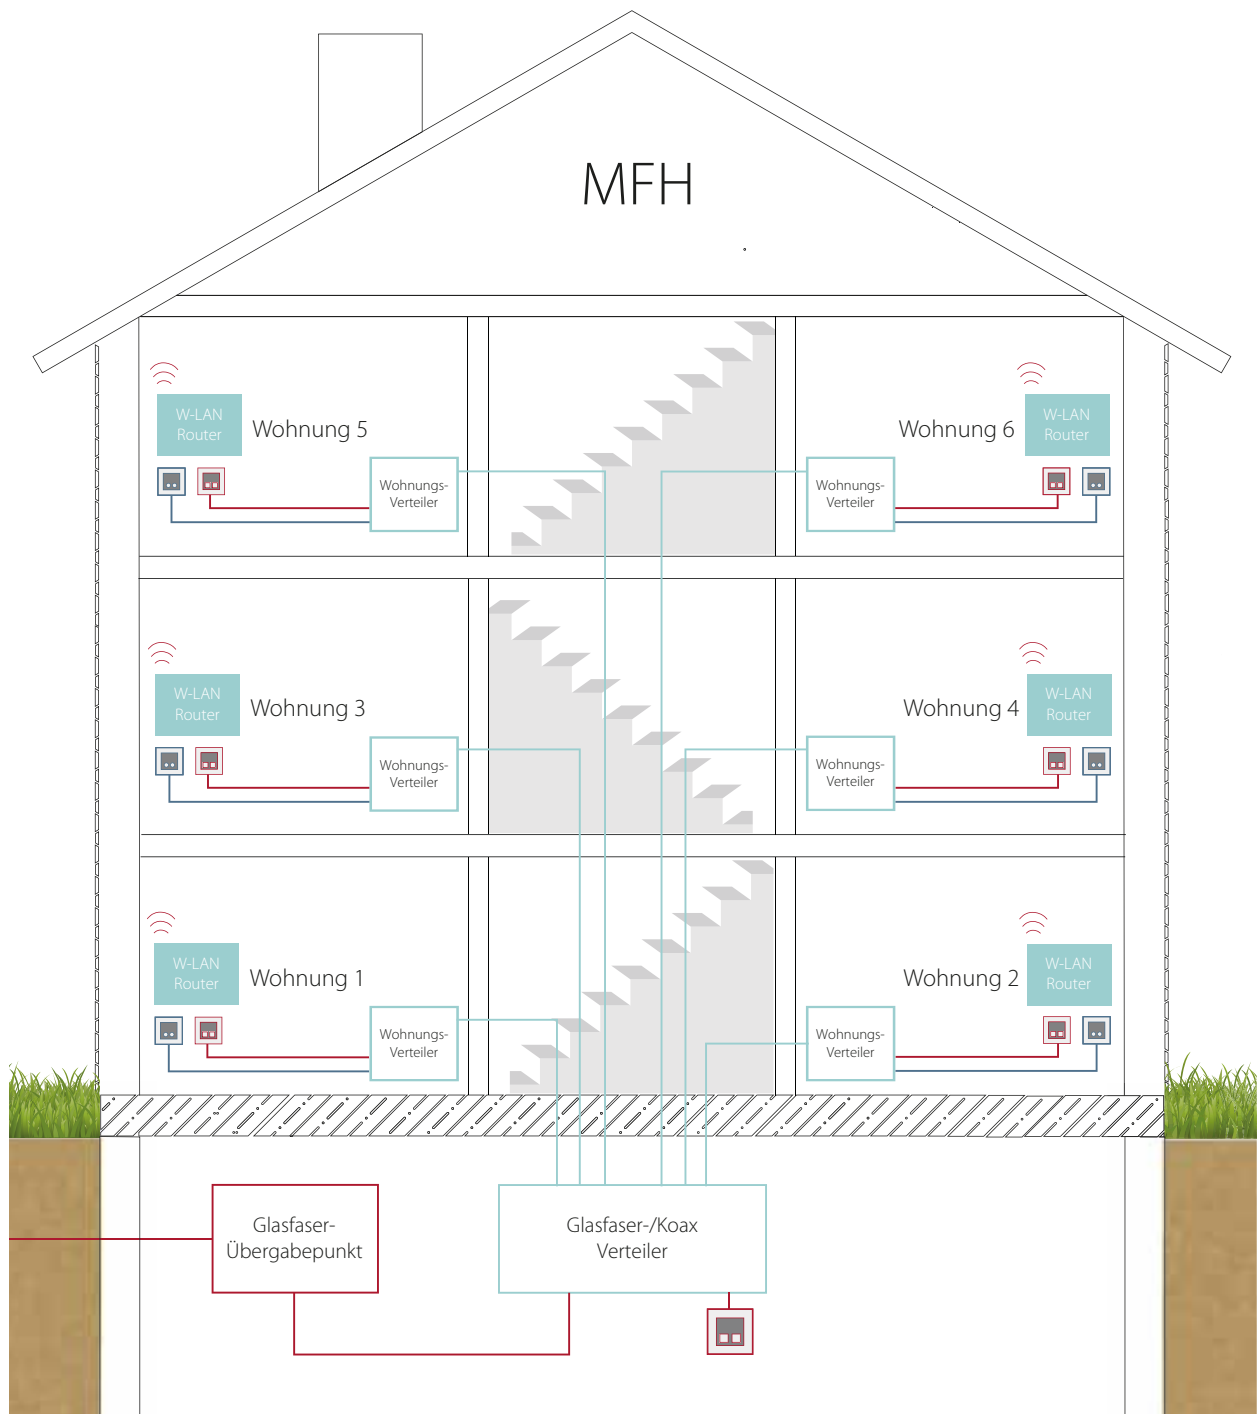 MFH
W-LAN
Router
Wohnung 5
Wohnungs-
Verteiler
Wohnung 6
W-LAN
Router
Wohnungs-
Verteiler
W-LAN
Router
Wohnung 3
Wohnungs-
Verteiler
Wohnung 4
W-LAN
Router
Wohnungs-
Verteiler
W-LAN
Router
Wohnung 1
Wohnungs-
Verteiler
Wohnung 2
W-LAN
Router
Wohnungs-
Verteiler
Glasfaser-
Übergabepunkt
Glasfaser-/Koax
Verteiler